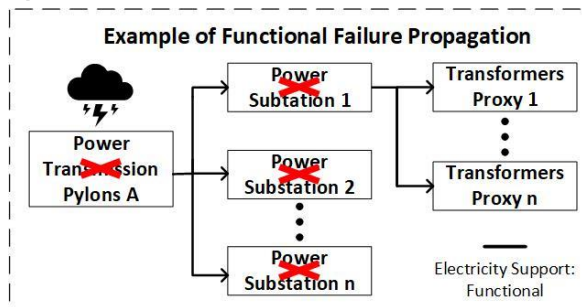 Example of Functional Failure Propagation
Power
Transmission
Pylons A
Power
Subtation 1
Power
Substation 2
Power
Substation n
Transformers
Proxy 1
Transformers
Proxy n
Electricity Support:
Functional